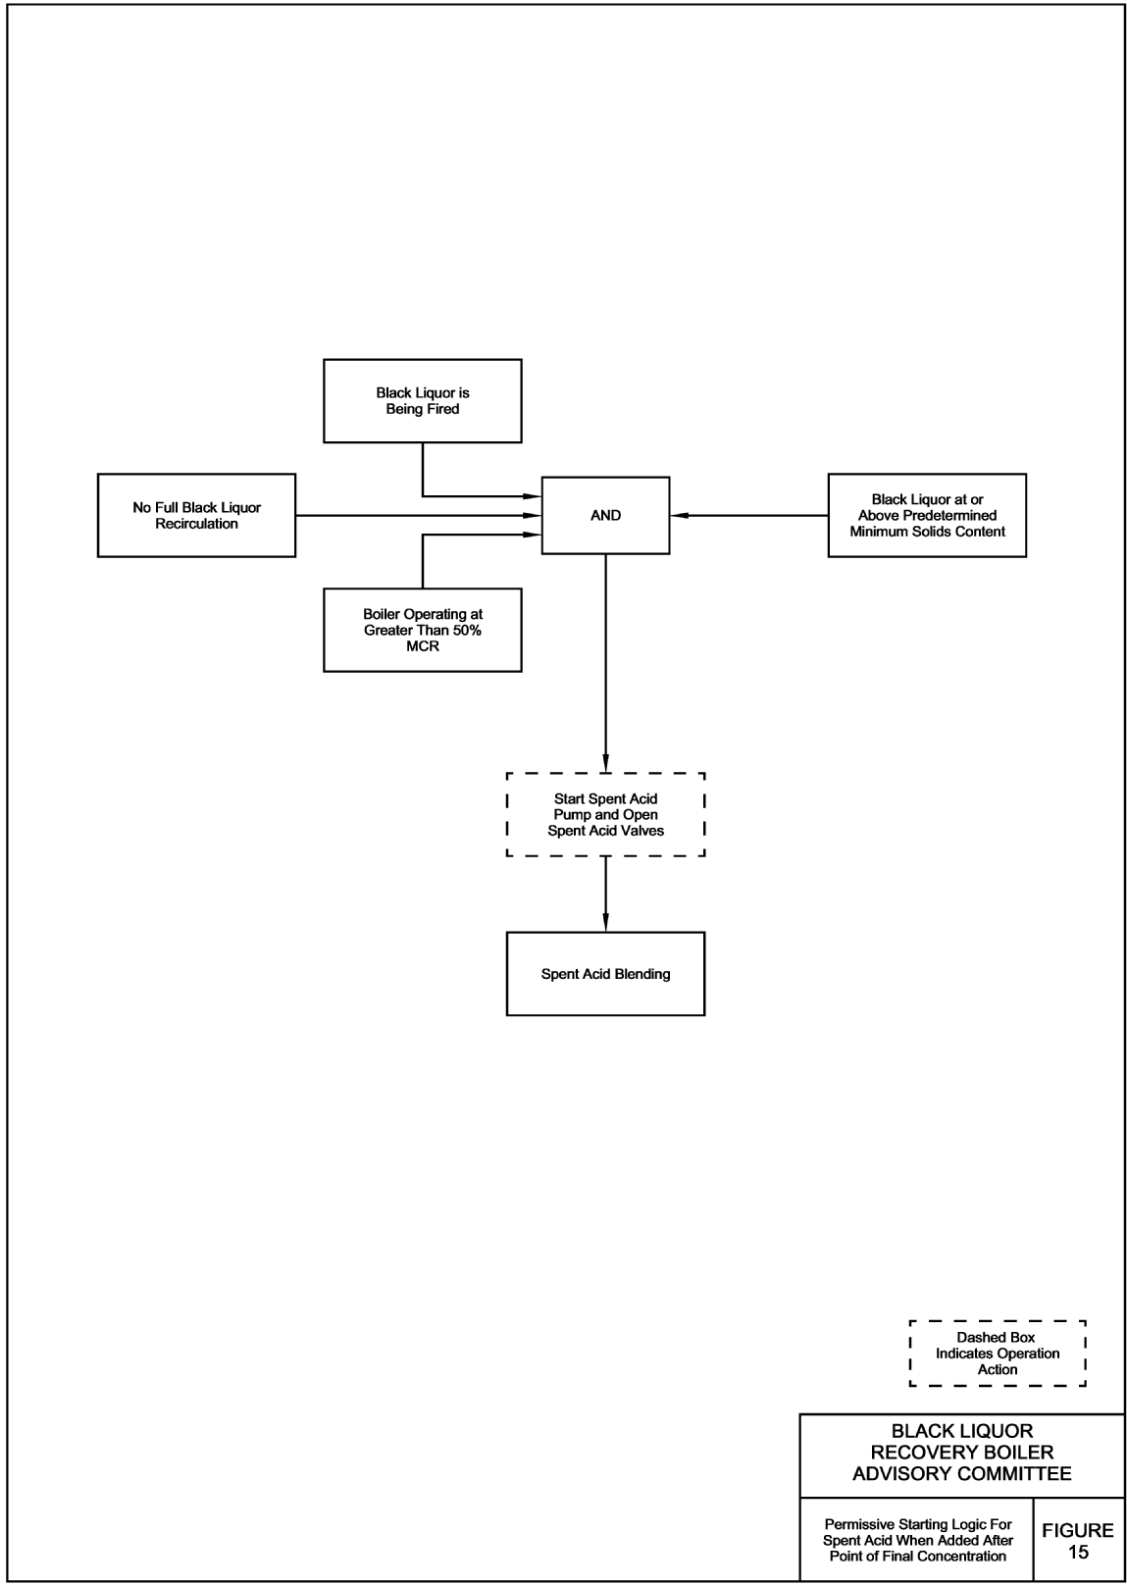 Black Liquor is
Being Fired
No Full Black Liquor
Recirculation
AND
Black Liquor at or
Above Predetermined
Minimum Solids Content
Boiler Operating at
Greater Than 50%
MCR
Start Spent Acid
Pump and Open
Spent Acid Valves
Spent Acid Blending
Dashed Box
Indicates Operation
Action
BLACK LIQUOR
RECOVERY BOILER
ADVISORY COMMITTEE
Permissive Starting Logic For
Spent Acid When Added After
Point of Final Concentration
FIGURE
15